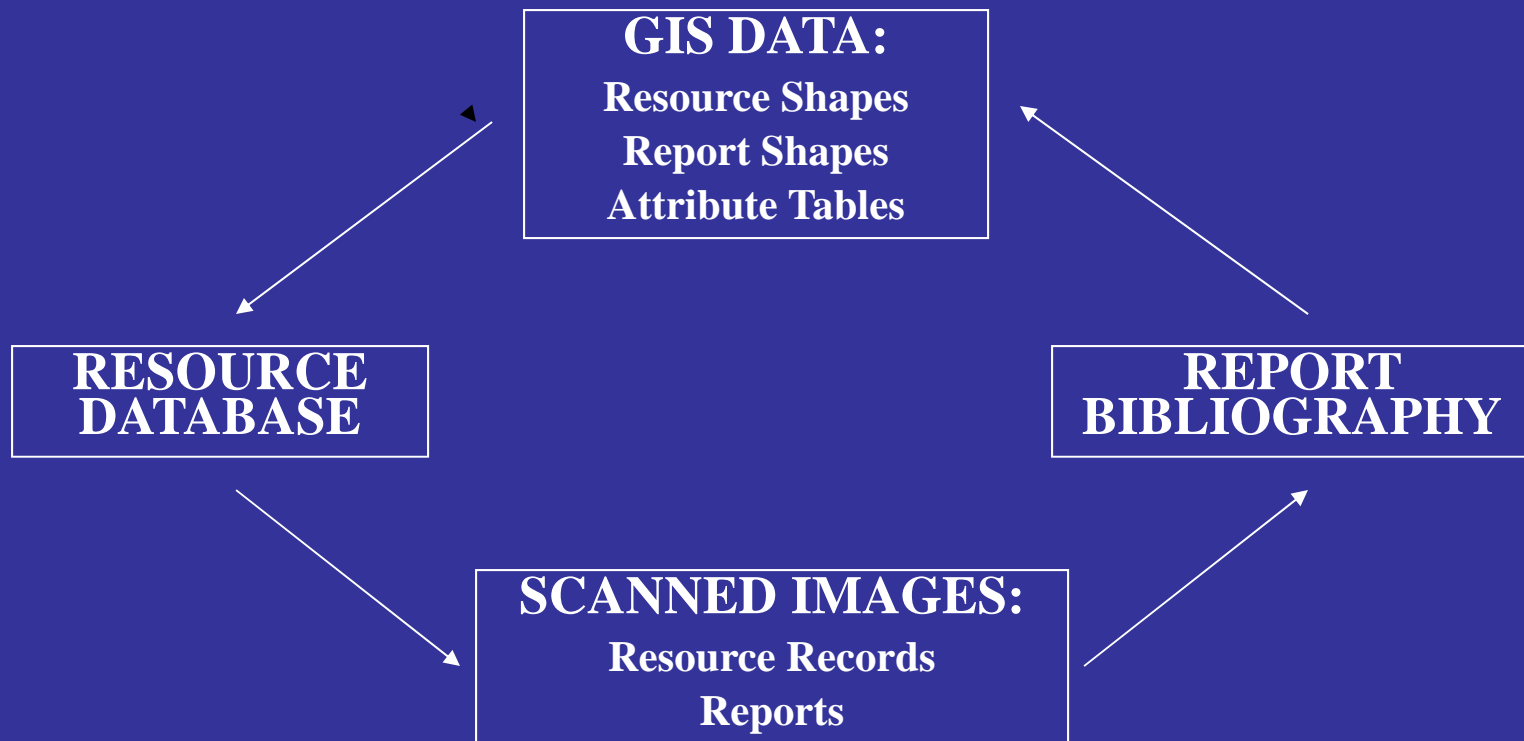 GIS DATA:
Resource Shapes
Report Shapes
Attribute Tables
RESOURCE
DATABASE
REPORT
BIBLIOGRAPHY
SCANNED IMAGES:
Resource Records
Reports